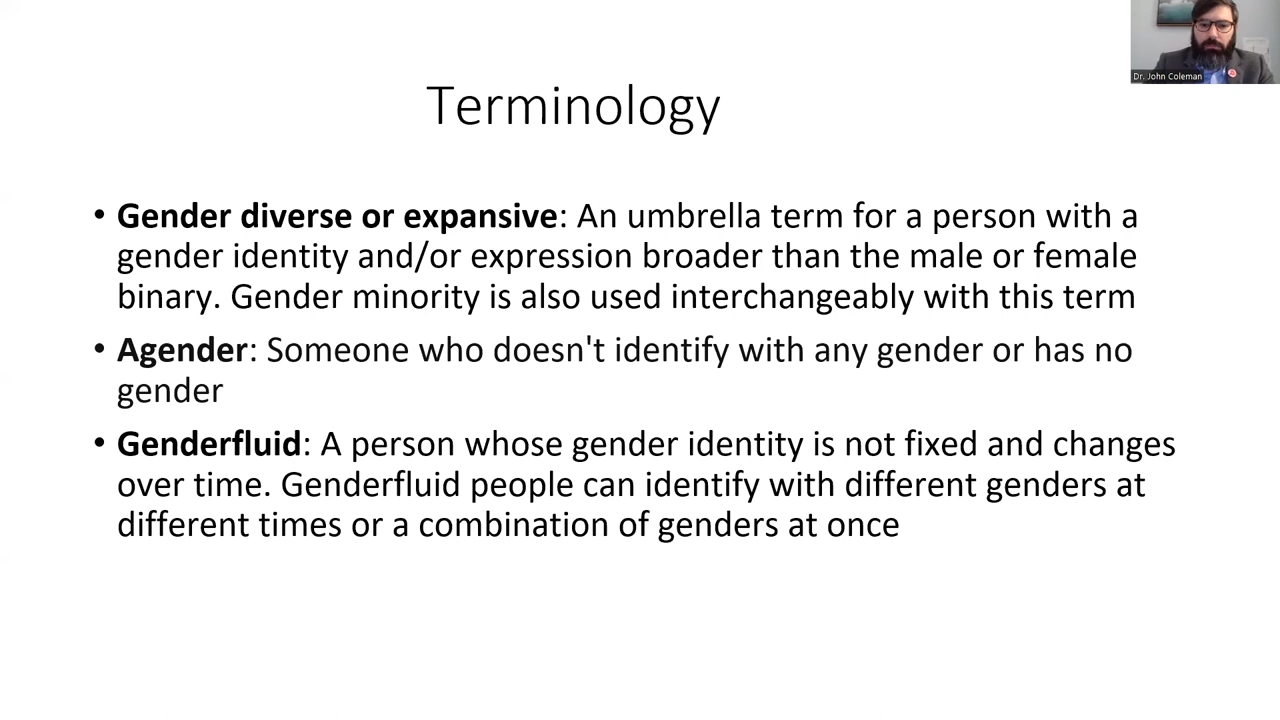 Dr. John Coleman
Terminology
• Gender diverse or expansive: An umbrella term for a person with a
gender identity and/or expression broader than the male or female
binary. Gender minority is also used interchangeably with this term
• Agender: Someone who doesn't identify with any gender or has no
gender
• Genderfluid: A person whose gender identity is not fixed and changes
over time. Genderfluid people can identify with different genders at
different times or a combination of genders at once